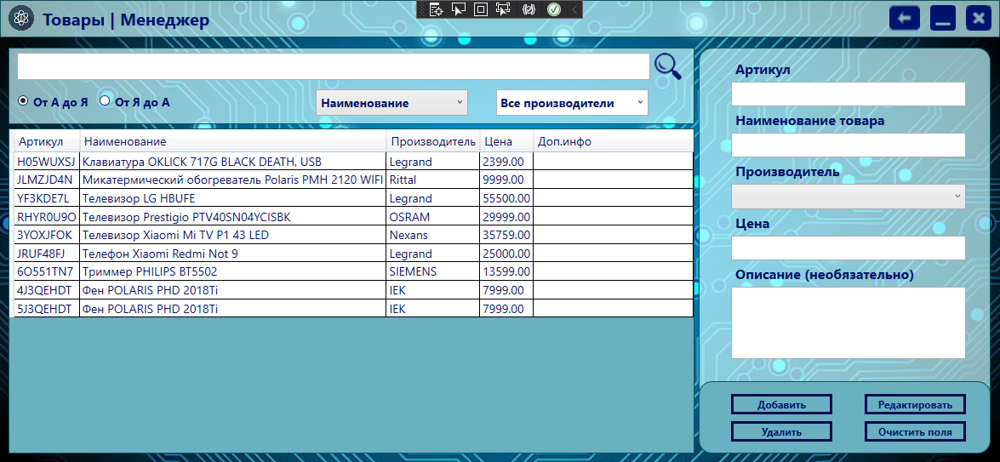 Товары | Менеджер
От А до Я От Я до А Наименование Все производители
Артикул Наименование Производитель Цена Доп.инфо
H05WUXSJ Клавиатура OKLICK 717G BLACK DEATH, USB Legrand 2399.00
JLMZJD4N Микатермический обогреватель Polaris PMH 2120 WIFI Rittal 9999.00
YF3KDE7L Телевизор LG HBUFE Legrand 55500.00
RHYR0U9O Телевизор Prestigio PTV40SN04YCISBK OSRAM 29999.00
3YOXJFOK Телевизор Xiaomi Mi TV P1 43 LED Nexans 35759.00
JRUF48FJ Телефон Xiaomi Redmi Not 9 Legrand 25000.00
6O551TN7 Триммер PHILIPS BT5502 SIEMENS 13599.00
4J3QEHDT Фен POLARIS PHD 2018Ti IEK 7999.00
5J3QEHDT Фен POLARIS PHD 2018Ti IEK 7999.00
Артикул
Наименование товара
Производитель
Цена
Описание (необязательно)
Добавить Редактировать
Удалить Очистить поля